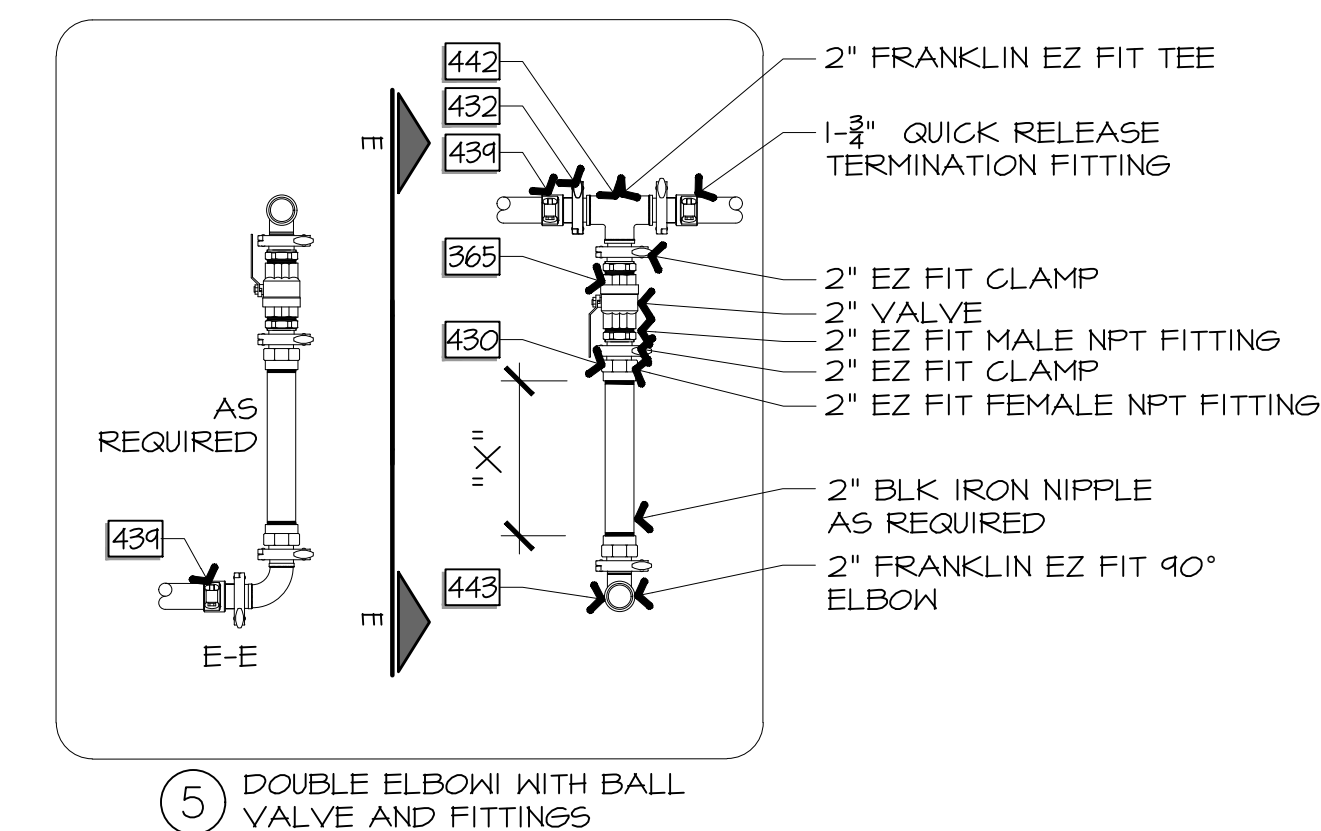 442
432
439
365
430
443
2" FRANKLIN EZ FIT TEE
1-3/4" QUICK RELEASE
TERMINATION FITTING
2" EZ FIT CLAMP
2" VALVE
2" EZ FIT MALE NPT FITTING
2" EZ FIT CLAMP
2" EZ FIT FEMALE NPT FITTING
2" BLK IRON NIPPLE
AS REQUIRED
2" FRANKLIN EZ FIT 90°
ELBOW
E
E
"X"
AS
REQUIRED
439
E-E
5
DOUBLE ELBOWI WITH BALL
VALVE AND FITTINGS